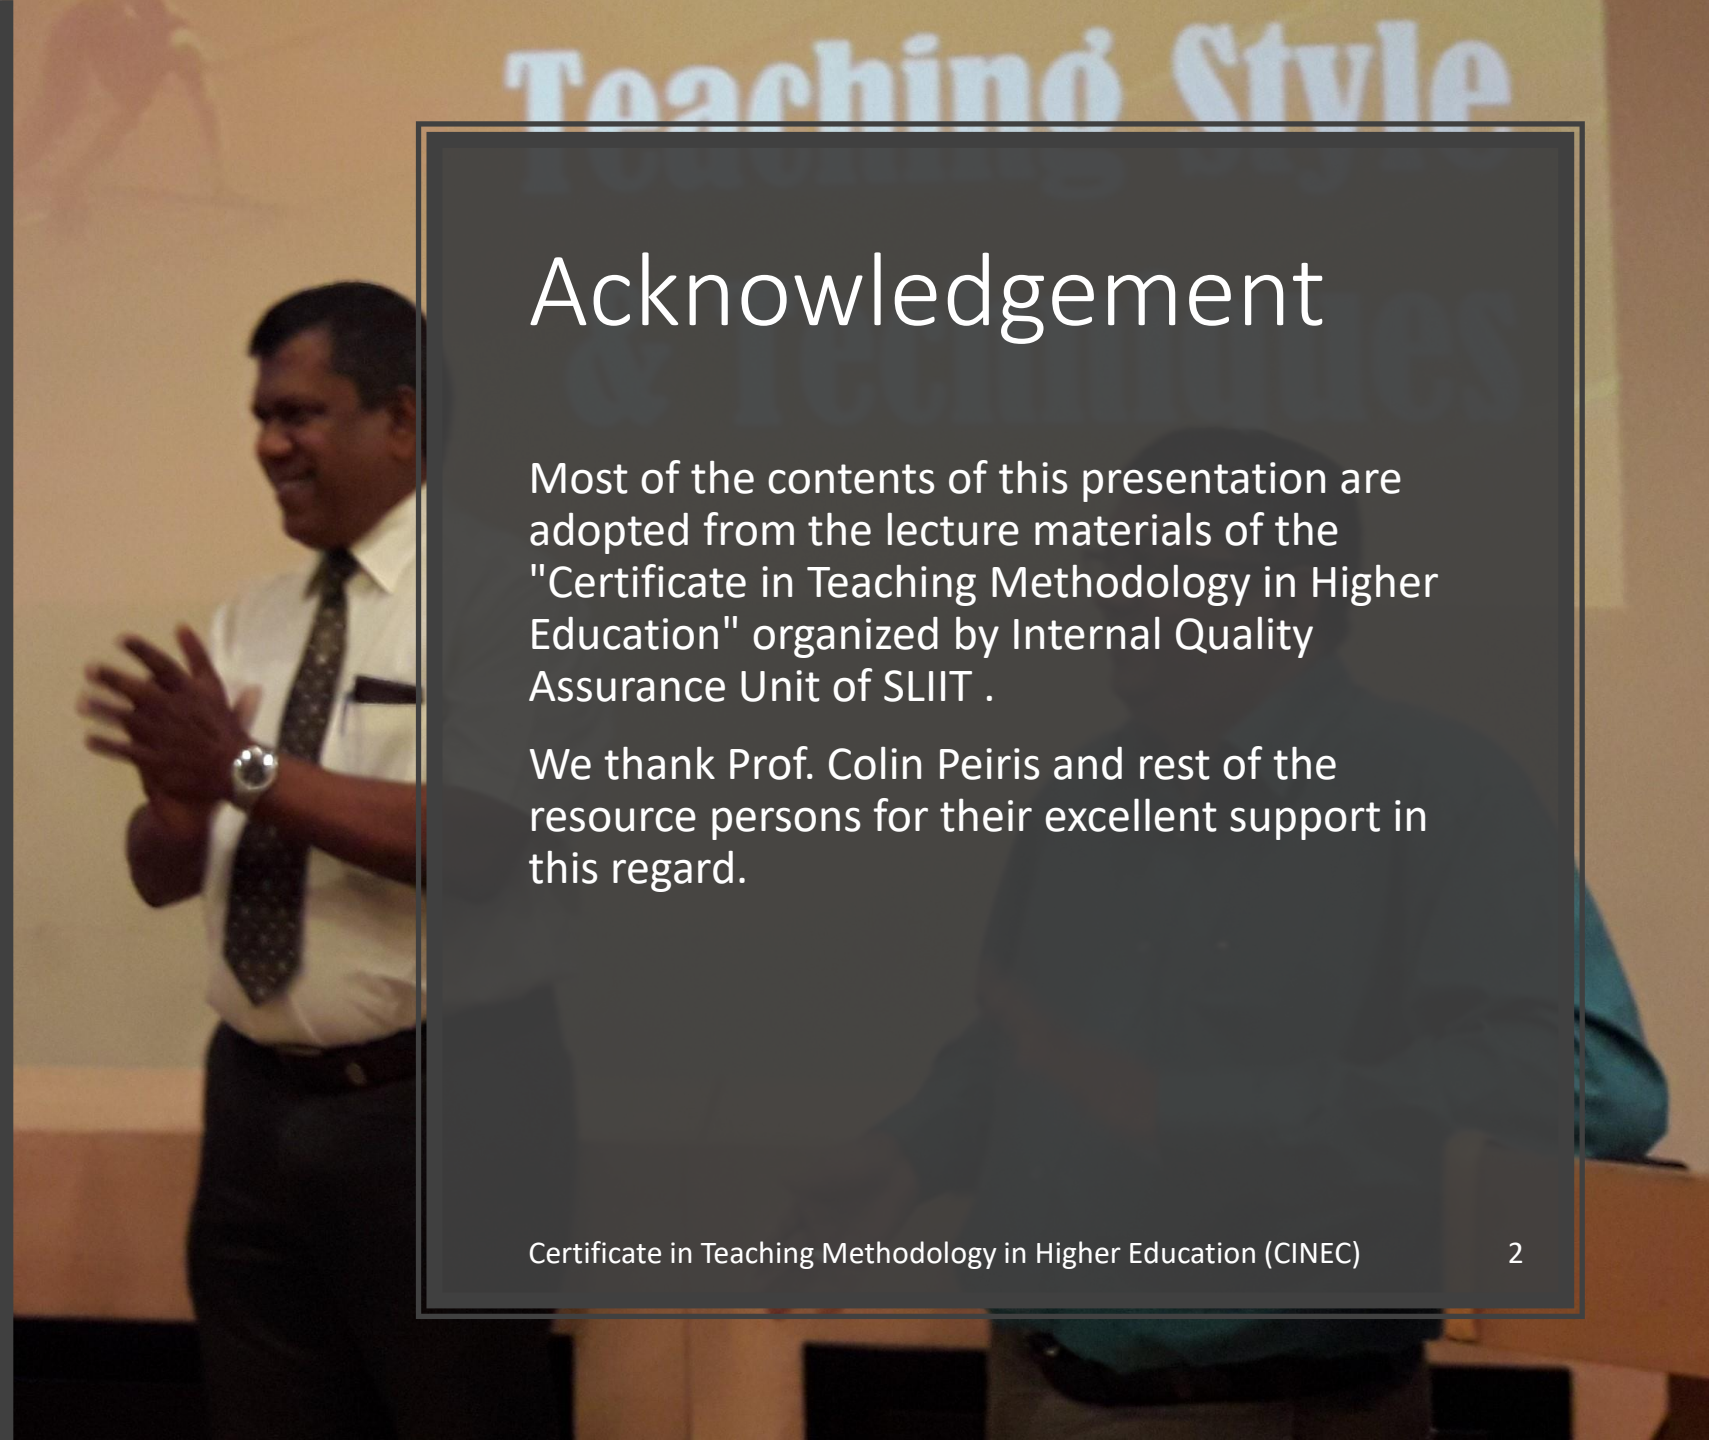 Teaching Style
& Techniques
Acknowledgement
Most of the contents of this presentation are
adopted from the lecture materials of the
"Certificate in Teaching Methodology in Higher
Education" organized by Internal Quality
Assurance Unit of SLIIT .
We thank Prof. Colin Peiris and rest of the
resource persons for their excellent support in
this regard.
Certificate in Teaching Methodology in Higher Education (CINEC) 2